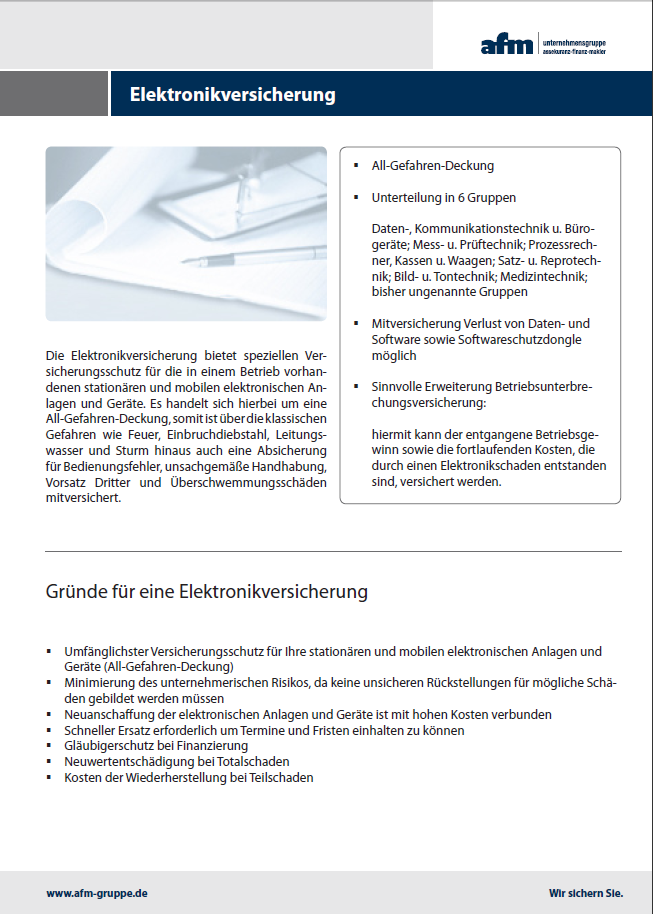 afm
unternehmensgruppe
assekuranz-finanz-makler
Elektronikversicherung
Die Elektronikversicherung bietet speziellen Ver-
sicherungsschutz für die in einem Betrieb vorhan-
denen stationären und mobilen elektronischen An-
lagen und Geräte. Es handelt sich hierbei um eine
All-Gefahren-Deckung, somit ist über die klassischen
Gefahren wie Feuer, Einbruchdiebstahl, Leitungs-
wasser und Sturm hinaus auch eine Absicherung
für Bedienungsfehler, unsachgemäße Handhabung,
Vorsatz Dritter und Überschwemmungsschäden
mitversichert.
▪ All-Gefahren-Deckung
▪ Unterteilung in 6 Gruppen
Daten-, Kommunikationstechnik u. Büro-
geräte; Mess- u. Prüftechnik; Prozessrech-
ner, Kassen u. Waagen; Satz- u. Reprotech-
nik; Bild- u. Tontechnik; Medizintechnik;
bisher ungenannte Gruppen
▪ Mitversicherung Verlust von Daten- und
Software sowie Softwareschutzdongle
möglich
▪ Sinnvolle Erweiterung Betriebsunterbre-
chungsversicherung:
hiermit kann der entgangene Betriebsge-
winn sowie die fortlaufenden Kosten, die
durch einen Elektronikschaden entstanden
sind, versichert werden.
Gründe für eine Elektronikversicherung
▪ Umfänglichster Versicherungsschutz für Ihre stationären und mobilen elektronischen Anlagen und
Geräte (All-Gefahren-Deckung)
▪ Minimierung des unternehmerischen Risikos, da keine unsicheren Rückstellungen für mögliche Schä-
den gebildet werden müssen
▪ Neuanschaffung der elektronischen Anlagen und Geräte ist mit hohen Kosten verbunden
▪ Schneller Ersatz erforderlich um Termine und Fristen einhalten zu können
▪ Gläubigerschutz bei Finanzierung
▪ Neuwertentschädigung bei Totalschaden
▪ Kosten der Wiederherstellung bei Teilschaden
www.afm-gruppe.de
Wir sichern Sie.